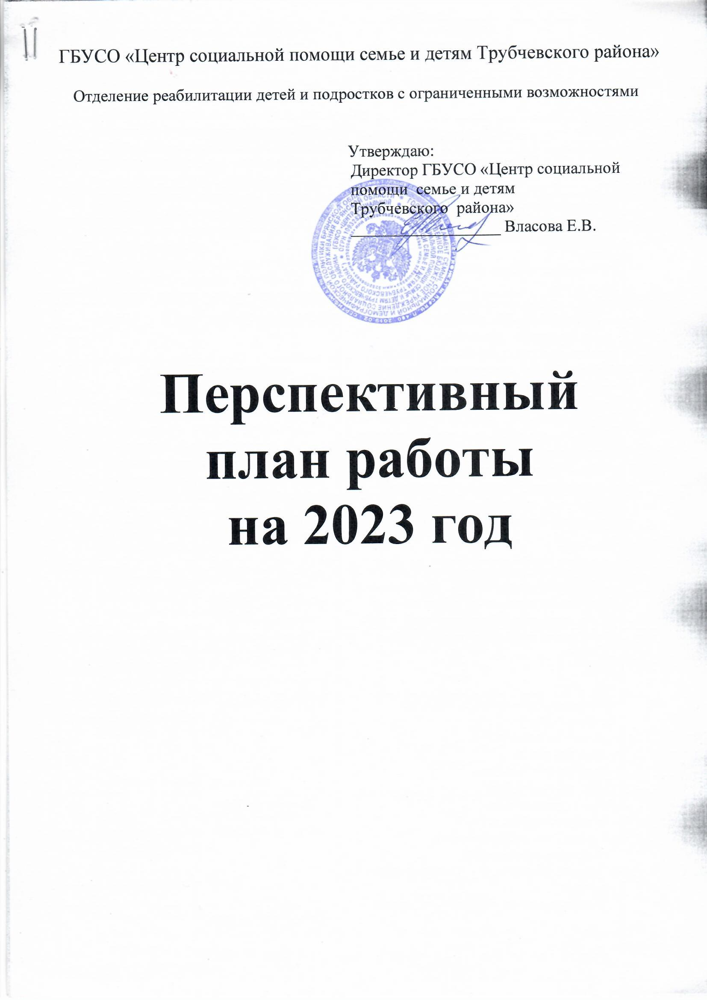 ГБУСО «Центр социальной помощи семье и детям Трубчевского района»
Отделение реабилитации детей и подростков с ограниченными возможностями
Утверждаю:
Директор ГБУСО «Центр социальной
помощи семье и детям
Трубчевского района»
Власова Е.В.
Перспективный
план работы
на 2023 год